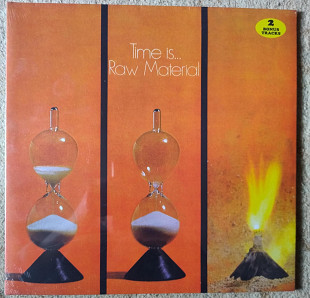 Time Is...
Raw Material
2
BONUS
TRACKS